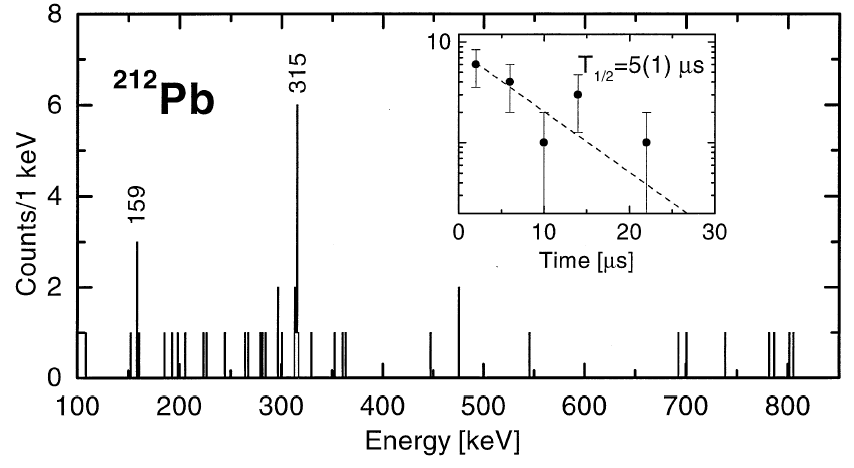 8
6
4
2
0
Counts/1 keV
²¹²Pb
159
315
100 200 300 400 500 600 700 800
Energy [keV]
10
T₁/₂=5(1) μs
0 10 20 30
Time [μs]